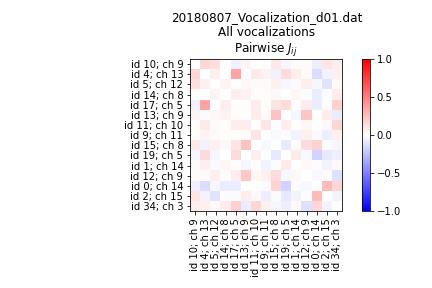 20180807_Vocalization_d01.dat
All vocalizations
Pairwise J_ij
id 10; ch 9
id 4; ch 13
id 5; ch 12
id 14; ch 8
id 17; ch 5
id 13; ch 9
id 11; ch 10
id 9; ch 11
id 15; ch 8
id 19; ch 5
id 1; ch 14
id 12; ch 9
id 0; ch 14
id 2; ch 15
id 34; ch 3
1.0
0.5
0.0
−0.5
−1.0
id 10; ch 9
id 4; ch 13
id 5; ch 12
id 14; ch 8
id 17; ch 5
id 13; ch 9
id 11; ch 10
id 9; ch 11
id 15; ch 8
id 19; ch 5
id 1; ch 14
id 12; ch 9
id 0; ch 14
id 2; ch 15
id 34; ch 3